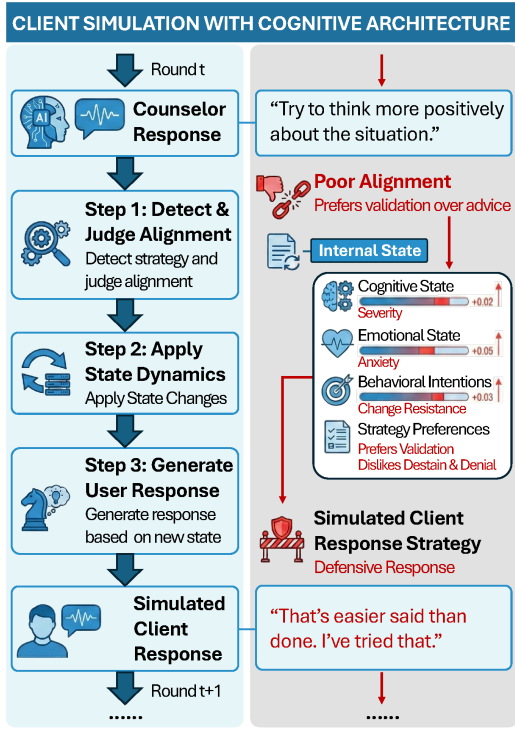 CLIENT SIMULATION WITH COGNITIVE ARCHITECTURE
Round t
AI
Counselor
Response
Step 1: Detect &
Judge Alignment
Detect strategy and
judge alignment
Step 2: Apply
State Dynamics
Apply State Changes
Step 3: Generate
User Response
Generate response
based on new state
Simulated
Client
Response
Round t+1
......
“Try to think more positively
about the situation.”
Poor Alignment
Prefers validation over advice
Internal State
Cognitive State
+0.02
Severity
Emotional State
+0.05
Anxiety
Behavioral Intentions
+0.03
Change Resistance
Strategy Preferences
Prefers Validation
Dislikes Destain & Denial
Simulated Client
Response Strategy
Defensive Response
“That’s easier said than
done. I’ve tried that.”
......